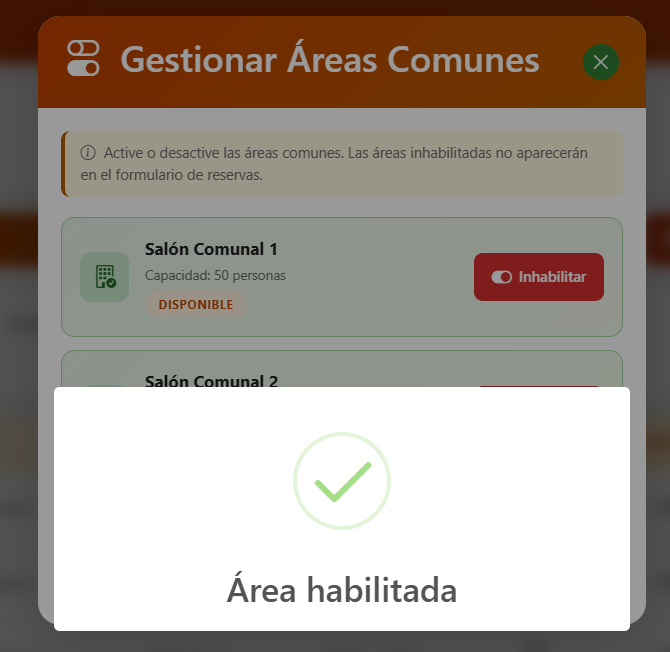 Gestionar Áreas Comunes
Active o desactive las áreas comunes. Las áreas inhabilitadas no aparecerán
en el formulario de reservas.
Salón Comunal 1
Capacidad: 50 personas
DISPONIBLE
Inhabilitar
Salón Comunal 2
Área habilitada